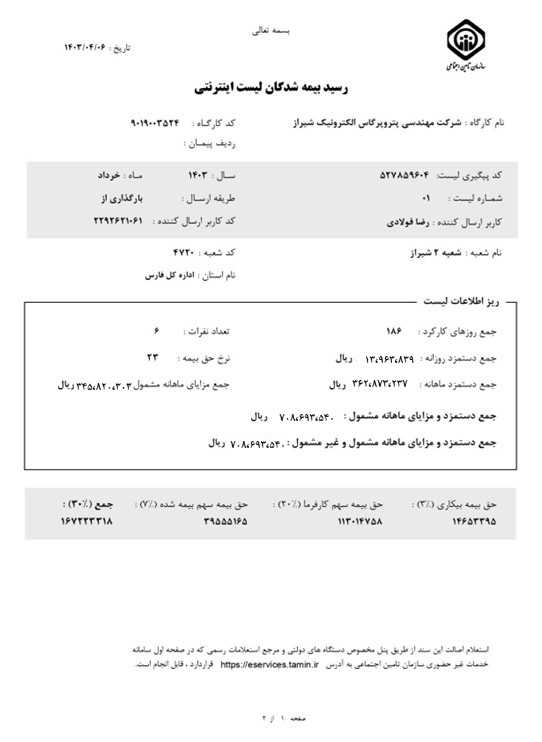 بسمه تعالی
تاریخ : ۱۴۰۳/۰۴/۰۶
سازمان تامین اجتماعی
رسید بیمه شدگان لیست اینترنتی
نام کارگاه : شرکت مهندسی پتروپرگاس الکترونیک شیراز
کد کارگـاه : ۹۰۱۹۰۰۳۵۲۴
ردیف پیمـان :
کد پیگیری لیست: ۵۲۷۸۵۹۶۰۴
سـال : ۱۴۰۳
مـاه : خرداد
شمـاره لیست : ۰۱
طریقه ارسـال :
بارگذاری از
کاربر ارسال کننده : رضا فولادی
کد کاربر ارسال کننده : ۲۲۹۲۶۲۱۰۶۱
نام شعبه : شعبه ۲ شیراز
کد شعبه : ۴۷۲۰
نام استان : اداره کل فارس
ریز اطلاعات لیست
جمع روزهای کارکرد : ۱۸۶
تعداد نفرات : ۶
جمع دستمزد روزانه : ۱۳،۹۶۳،۸۳۹ ریال
نرخ حق بیمه : ۲۳
جمع دستمزد ماهانه : ۳۶۲،۸۷۳،۲۳۷ ریال
جمع مزایای ماهانه مشمول ۳۴۵،۸۲۰،۳۰۳ ریال
جمع دستمزد و مزایای ماهانه مشمول : ۷۰۸،۶۹۳،۵۴۰ ریال
جمع دستمزد و مزایای ماهانه مشمول و غیر مشمول : ۷۰۸،۶۹۳،۵۴۰ ریال
حق بیمه بیکاری (۳٪) :
حق بیمه سهم کارفرما (۲۰٪) :
حق بیمه سهم بیمه شده (۷٪) :
جمع (۳۰٪) :
۱۴۶۵۳۳۹۵
۱۱۳۰۱۴۷۵۸
۳۹۵۵۵۱۶۵
۱۶۷۲۲۳۳۱۸
استعلام اصالت این سند از طریق پنل مخصوص دستگاه های دولتی و مرجع استعلامات رسمی که در صفحه اول سامانه
خدمات غیر حضوری سازمان تامین اجتماعی به آدرس https://eservices.tamin.ir قراردارد ، قابل انجام است.
صفحه ۱ از ۲